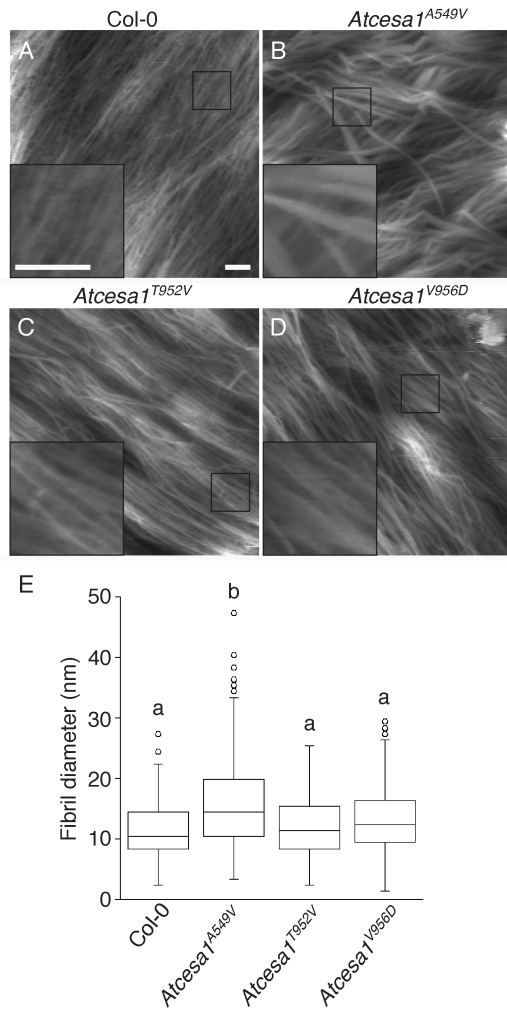 Col-0
Atcesa1A549V
A
B
Atcesa1T952V
Atcesa1V956D
C
D
E
Fibril diameter (nm)
50
40
30
20
10
0
a
b
a
a
Col-0
Atcesa1A549V
Atcesa1T952V
Atcesa1V956D